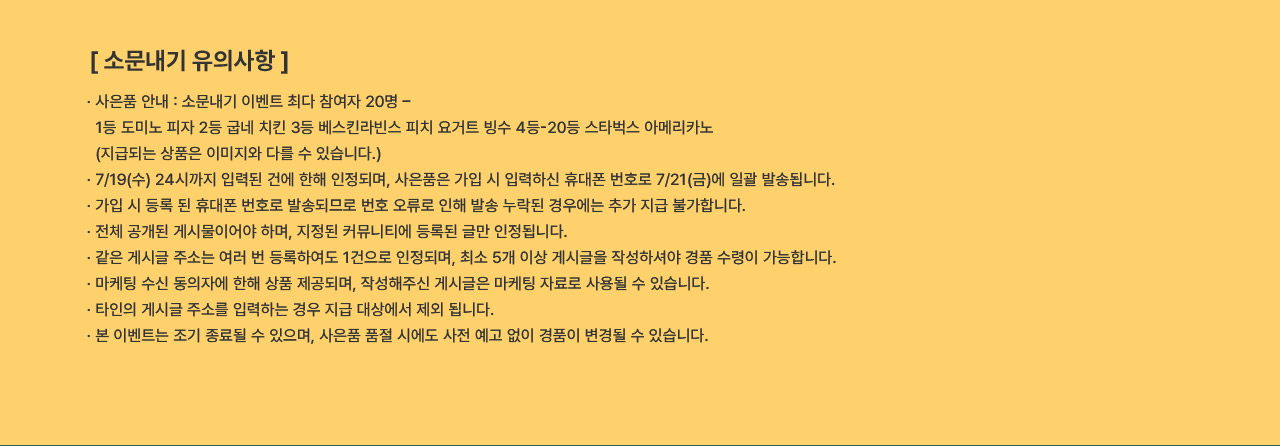 [ 소문내기 유의사항 ]
· 사은품 안내 : 소문내기 이벤트 최다 참여자 20명 –
1등 도미노 피자 2등 굽네 치킨 3등 베스킨라빈스 피치 요거트 빙수 4등-20등 스타벅스 아메리카노
(지급되는 상품은 이미지와 다를 수 있습니다.)
· 7/19(수) 24시까지 입력된 건에 한해 인정되며, 사은품은 가입 시 입력하신 휴대폰 번호로 7/21(금)에 일괄 발송됩니다.
· 가입 시 등록 된 휴대폰 번호로 발송되므로 번호 오류로 인해 발송 누락된 경우에는 추가 지급 불가합니다.
· 전체 공개된 게시물이어야 하며, 지정된 커뮤니티에 등록된 글만 인정됩니다.
· 같은 게시글 주소는 여러 번 등록하여도 1건으로 인정되며, 최소 5개 이상 게시글을 작성하셔야 경품 수령이 가능합니다.
· 마케팅 수신 동의자에 한해 상품 제공되며, 작성해주신 게시글은 마케팅 자료로 사용될 수 있습니다.
· 타인의 게시글 주소를 입력하는 경우 지급 대상에서 제외 됩니다.
· 본 이벤트는 조기 종료될 수 있으며, 사은품 품절 시에도 사전 예고 없이 경품이 변경될 수 있습니다.